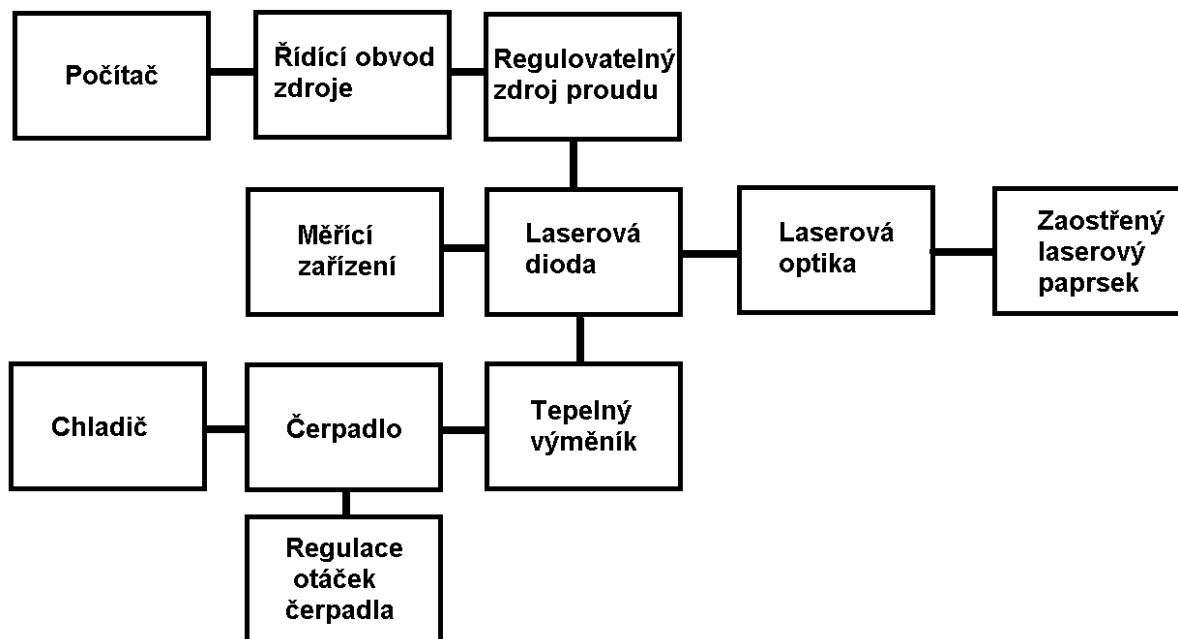 Počítač
Řídící obvod
zdroje
Regulovatelný
zdroj proudu
Měřící
zařízení
Laserová
dioda
Laserová
optika
Zaostřený
laserový
paprsek
Chladič
Čerpadlo
Tepelný
výměník
Regulace
otáček
čerpadla